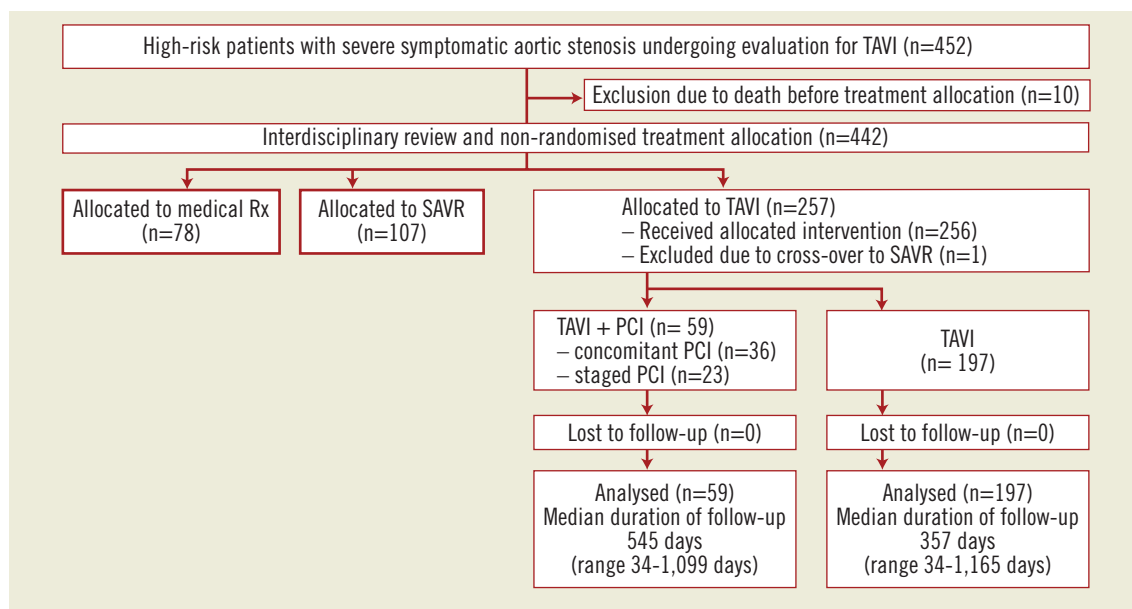 High-risk patients with severe symptomatic aortic stenosis undergoing evaluation for TAVI (n=452)
Exclusion due to death before treatment allocation (n=10)
Interdisciplinary review and non-randomised treatment allocation (n=442)
Allocated to medical Rx
(n=78)
Allocated to SAVR
(n=107)
Allocated to TAVI (n=257)
– Received allocated intervention (n=256)
– Excluded due to cross-over to SAVR (n=1)
TAVI + PCI (n= 59)
– concomitant PCI (n=36)
– staged PCI (n=23)
TAVI
(n= 197)
Lost to follow-up (n=0)
Lost to follow-up (n=0)
Analysed (n=59)
Median duration of follow-up
545 days
(range 34-1,099 days)
Analysed (n=197)
Median duration of follow-up
357 days
(range 34-1,165 days)